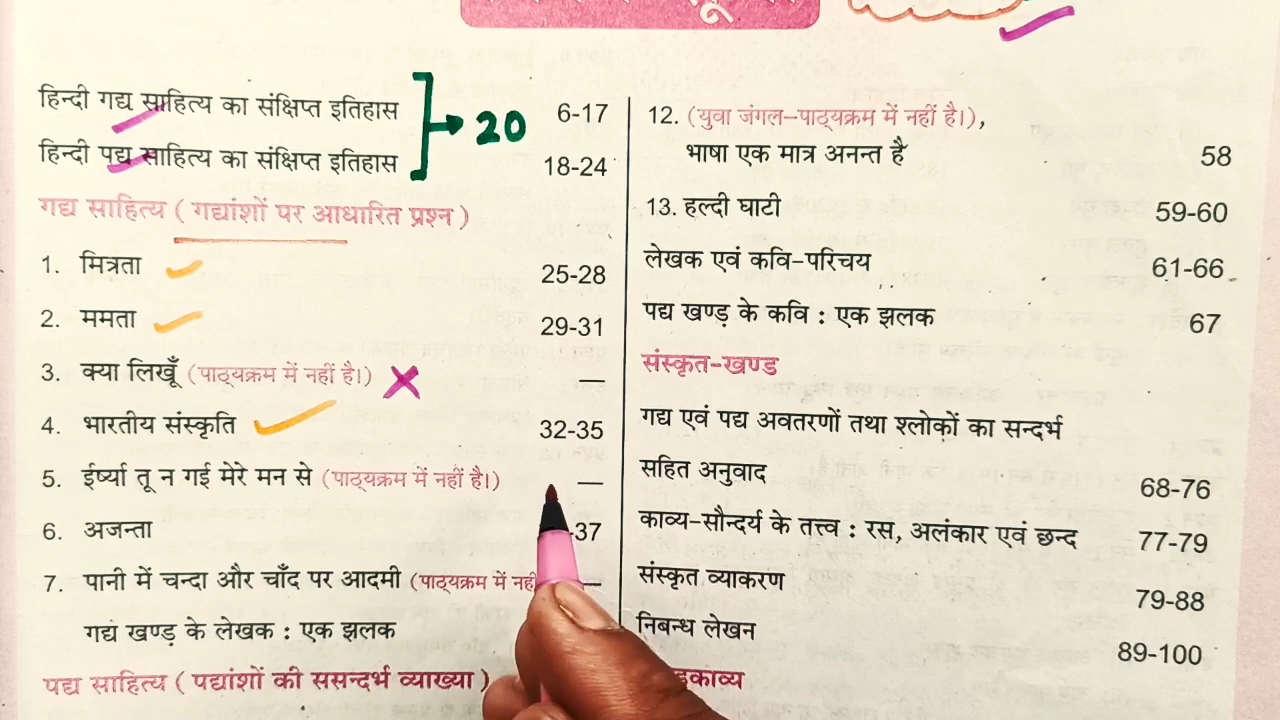 हिन्दी गद्य साहित्य का संक्षिप्त इतिहास 6-17
हिन्दी पद्य साहित्य का संक्षिप्त इतिहास 18-24
20
गद्य साहित्य (गद्यांशों पर आधारित प्रश्न)
1. मित्रता 25-28
2. ममता 29-31
3. क्या लिखूँ (पाठ्यक्रम में नहीं है।) —
4. भारतीय संस्कृति 32-35
5. ईर्ष्या तू न गई मेरे मन से (पाठ्यक्रम में नहीं है।) —
6. अजन्ता -37
7. पानी में चन्दा और चाँद पर आदमी (पाठ्यक्रम में नहीं —
गद्य खण्ड़ के लेखक : एक झलक
पद्य साहित्य (पद्यांशों की ससन्दर्भ व्याख्या)
12. (युवा जंगल–पाठ्यक्रम में नहीं है।),
भाषा एक मात्र अनन्त है 58
13. हल्दी घाटी 59-60
लेखक एवं कवि–परिचय 61-66
पद्य खण्ड़ के कवि : एक झलक 67
संस्कृत-खण्ड
गद्य एवं पद्य अवतरणों तथा श्लोकों का सन्दर्भ
सहित अनुवाद 68-76
काव्य–सौन्दर्य के तत्त्व : रस, अलंकार एवं छन्द 77-79
संस्कृत व्याकरण 79-88
निबन्ध लेखन 89-100
डकाव्य